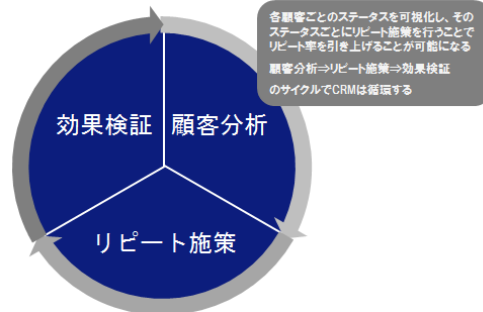 各顧客ごとのステータスを可視化し、その
ステータスごとにリピート施策を行うことで
リピート率を引き上げることが可能になる
顧客分析⇒リピート施策⇒効果検証
のサイクルでCRMは循環する
効果検証
顧客分析
リピート施策